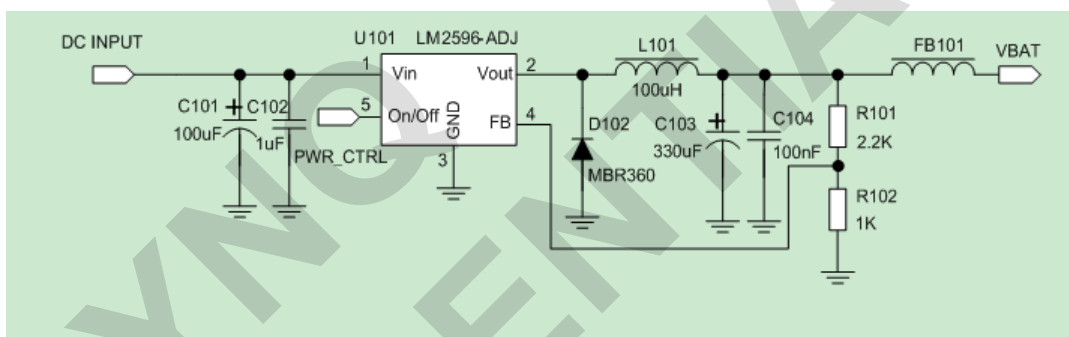 DC INPUT
U101 LM2596-ADJ
L101
FB101
VBAT
1
Vin
Vout
2
100uH
C101
+
C102
100uF
1uF
5
On/Off
GND
FB
4
PWR_CTRL
3
D102
MBR360
C103
+
330uF
C104
100nF
R101
2.2K
R102
1K